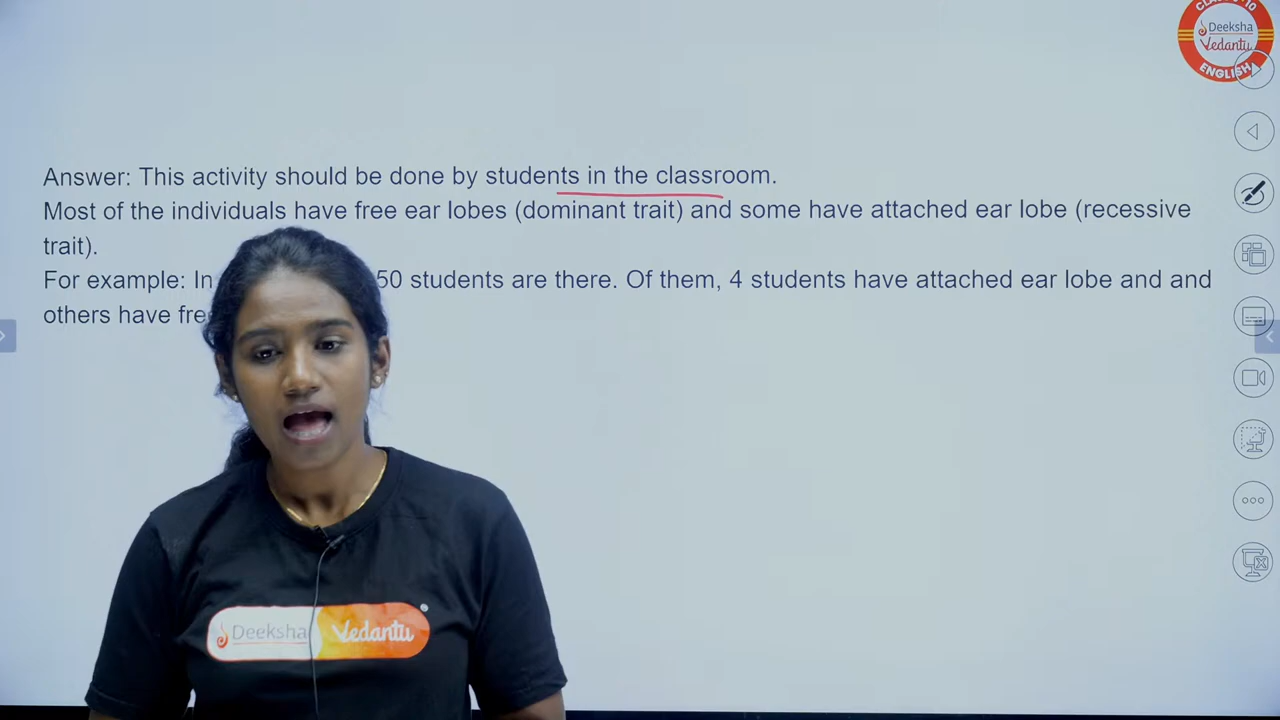 CLASS 9-10
Deeksha
Vedantu
ENGLISH
Answer: This activity should be done by students in the classroom.
Most of the individuals have free ear lobes (dominant trait) and some have attached ear lobe (recessive
trait).
For example: In 50 students are there. Of them, 4 students have attached ear lobe and and
others have fre
Deeksha Vedantu